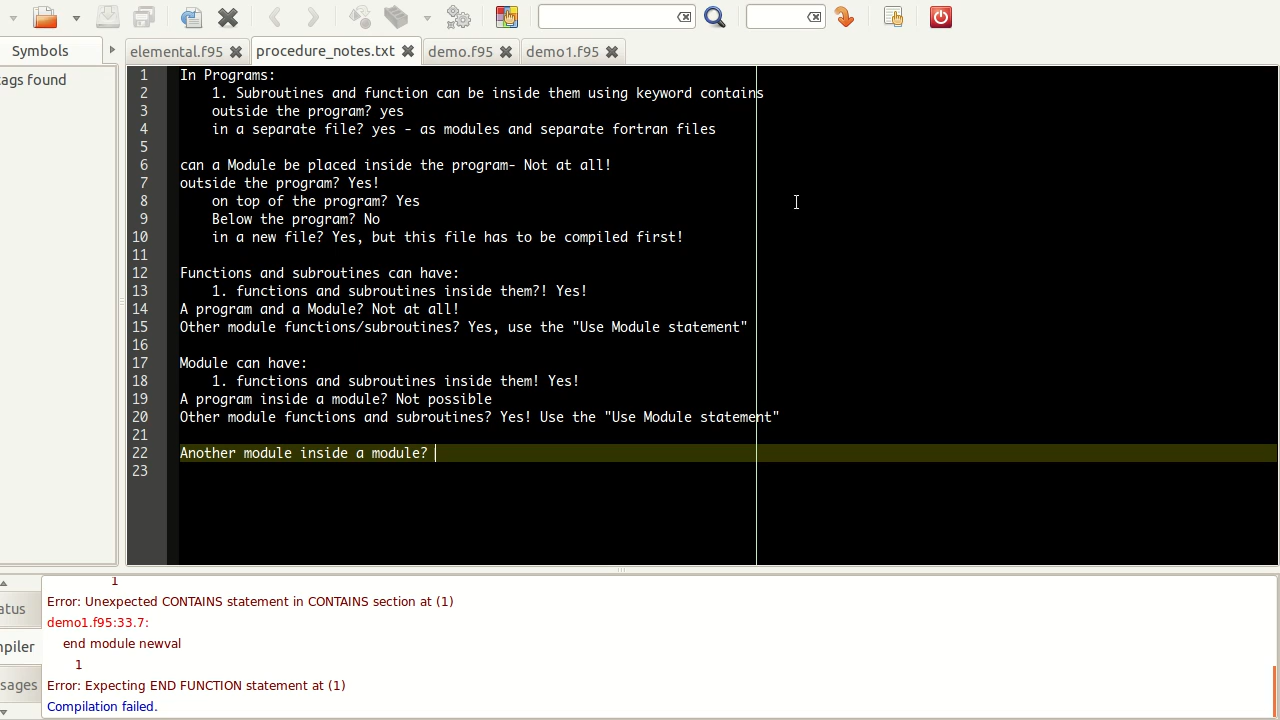 Symbols
elemental.f95
procedure_notes.txt
demo.f95
demo1.f95
ags found
1 In Programs:
2 1. Subroutines and function can be inside them using keyword contains
3 outside the program? yes
4 in a separate file? yes - as modules and separate fortran files
5
6 can a Module be placed inside the program- Not at all!
7 outside the program? Yes!
8 on top of the program? Yes
9 Below the program? No
10 in a new file? Yes, but this file has to be compiled first!
11
12 Functions and subroutines can have:
13 1. functions and subroutines inside them?! Yes!
14 A program and a Module? Not at all!
15 Other module functions/subroutines? Yes, use the "Use Module statement"
16
17 Module can have:
18 1. functions and subroutines inside them! Yes!
19 A program inside a module? Not possible
20 Other module functions and subroutines? Yes! Use the "Use Module statement"
21
22 Another module inside a module?
23
atus
mpiler
sages
1
Error: Unexpected CONTAINS statement in CONTAINS section at (1)
demo1.f95:33.7:
end module newval
1
Error: Expecting END FUNCTION statement at (1)
Compilation failed.